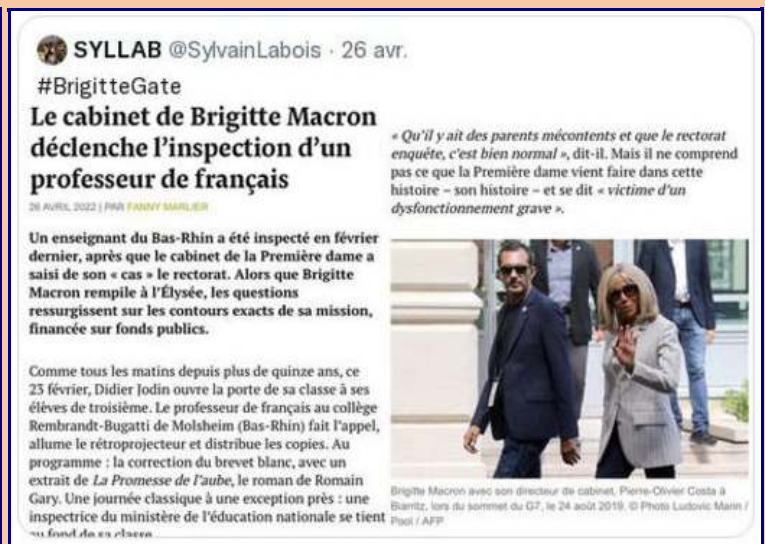 SYLLAB @SylvainLabois · 26 avr.
#BrigitteGate
Le cabinet de Brigitte Macron
déclenche l'inspection d'un
professeur de français
26 AVRIL 2022 | PAR FANNY MARLIER
Un enseignant du Bas-Rhin a été inspecté en février
dernier, après que le cabinet de la Première dame a
saisi de son « cas » le rectorat. Alors que Brigitte
Macron rempile à l'Élysée, les questions
ressurgissent sur les contours exacts de sa mission,
financée sur fonds publics.
Comme tous les matins depuis plus de quinze ans, ce
23 février, Didier Jodin ouvre la porte de sa classe à ses
élèves de troisième. Le professeur de français au collège
Rembrandt-Bugatti de Molsheim (Bas-Rhin) fait l'appel,
allume le rétroprojecteur et distribue les copies. Au
programme : la correction du brevet blanc, avec un
extrait de La Promesse de l'aube, le roman de Romain
Gary. Une journée classique à une exception près : une
inspectrice du ministère de l'éducation nationale se tient
au fond de sa classe
« Qu'il y ait des parents mécontents et que le rectorat
enquête, c'est bien normal », dit-il. Mais il ne comprend
pas ce que la Première dame vient faire dans cette
histoire – son histoire – et se dit « victime d'un
dysfonctionnement grave ».
Brigitte Macron avec son directeur de cabinet, Pierre-Olivier Costa à
Biarritz, lors du sommet du G7, le 24 août 2019. © Photo Ludovic Marin /
Pool / AFP